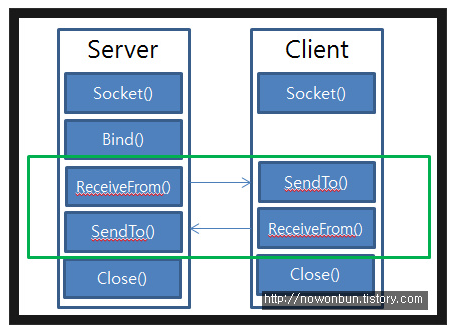 Server
Client
Socket()
Socket()
Bind()
ReceiveFrom()
SendTo()
SendTo()
ReceiveFrom()
Close()
Close()
http://nowonbun.tistory.com